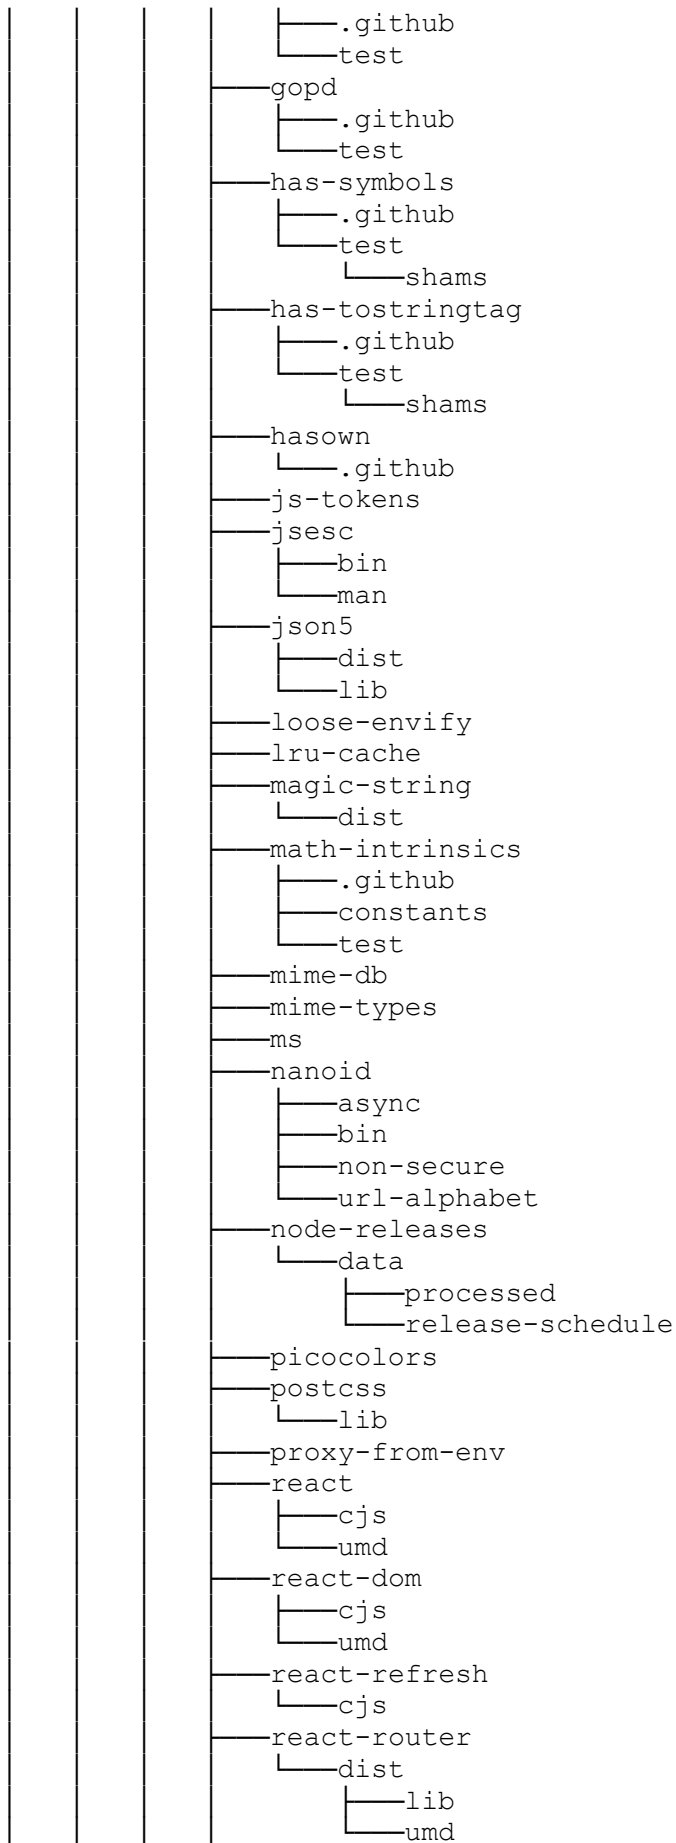 │   │   │   │   ├───.github
│   │   │   │   └───test
│   │   │   ├───gopd
│   │   │   │   ├───.github
│   │   │   │   └───test
│   │   │   ├───has-symbols
│   │   │   │   ├───.github
│   │   │   │   └───test
│   │   │   │       └───shams
│   │   │   ├───has-tostringtag
│   │   │   │   ├───.github
│   │   │   │   └───test
│   │   │   │       └───shams
│   │   │   ├───hasown
│   │   │   │   └───.github
│   │   │   ├───js-tokens
│   │   │   ├───jsesc
│   │   │   │   ├───bin
│   │   │   │   └───man
│   │   │   ├───json5
│   │   │   │   ├───dist
│   │   │   │   └───lib
│   │   │   ├───loose-envify
│   │   │   ├───lru-cache
│   │   │   ├───magic-string
│   │   │   │   └───dist
│   │   │   ├───math-intrinsics
│   │   │   │   ├───.github
│   │   │   │   ├───constants
│   │   │   │   └───test
│   │   │   ├───mime-db
│   │   │   ├───mime-types
│   │   │   ├───ms
│   │   │   ├───nanoid
│   │   │   │   ├───async
│   │   │   │   ├───bin
│   │   │   │   ├───non-secure
│   │   │   │   └───url-alphabet
│   │   │   ├───node-releases
│   │   │   │   └───data
│   │   │   │       ├───processed
│   │   │   │       └───release-schedule
│   │   │   ├───picocolors
│   │   │   ├───postcss
│   │   │   │   └───lib
│   │   │   ├───proxy-from-env
│   │   │   ├───react
│   │   │   │   ├───cjs
│   │   │   │   └───umd
│   │   │   ├───react-dom
│   │   │   │   ├───cjs
│   │   │   │   └───umd
│   │   │   ├───react-refresh
│   │   │   │   └───cjs
│   │   │   ├───react-router
│   │   │   │   └───dist
│   │   │   │       ├───lib
│   │   │   │       └───umd